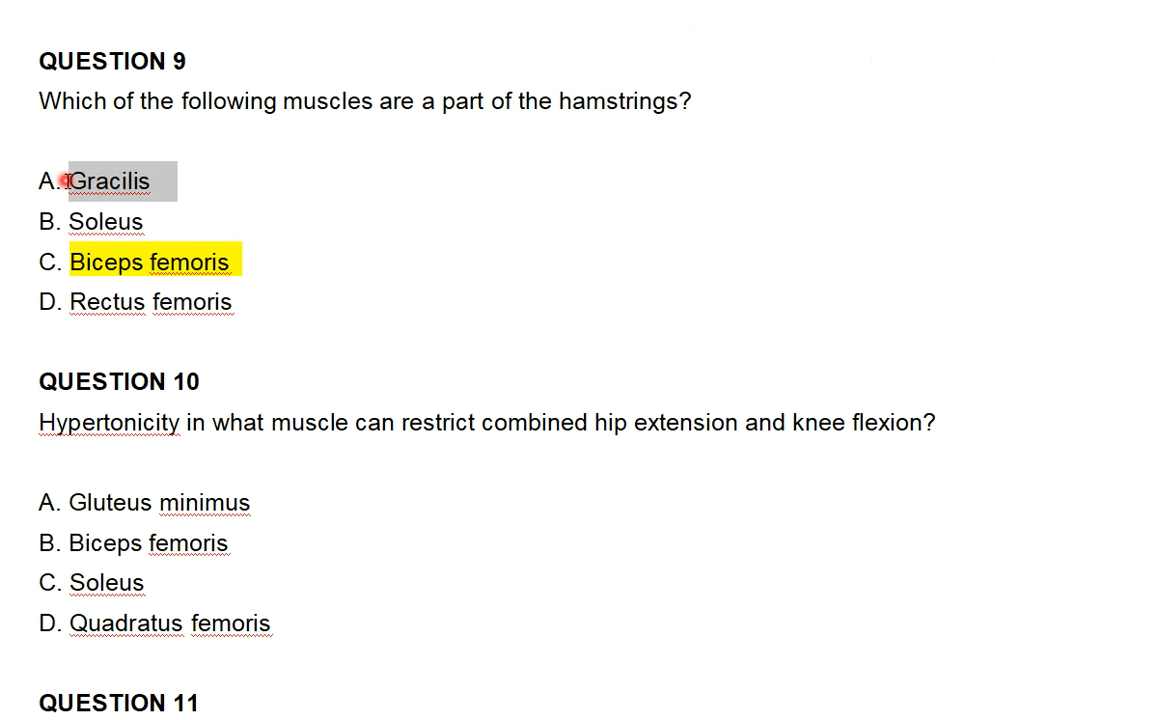 QUESTION 9
Which of the following muscles are a part of the hamstrings?
A. Gracilis
B. Soleus
C. Biceps femoris
D. Rectus femoris
QUESTION 10
Hypertonicity in what muscle can restrict combined hip extension and knee flexion?
A. Gluteus minimus
B. Biceps femoris
C. Soleus
D. Quadratus femoris
QUESTION 11